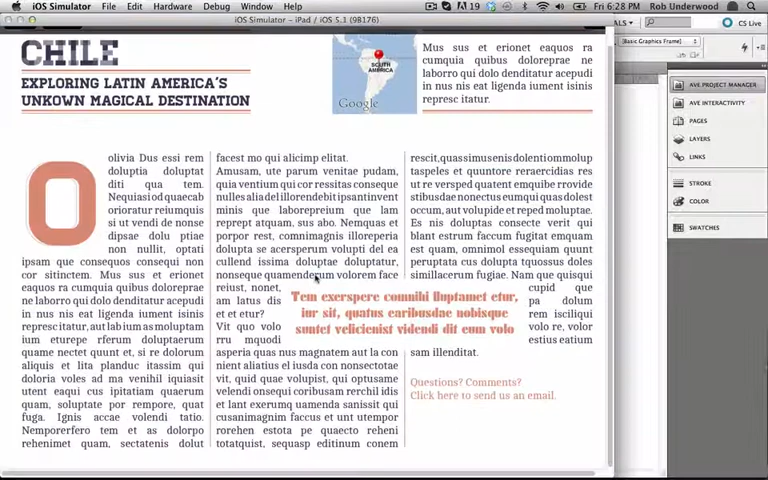 iOS Simulator File Edit Hardware Debug Window Help 19 Fri 6:28 PM Rob Underwood
iOS Simulator - iPad / iOS 5.1 (9B176)
CS Live
[Basic Graphics Frame]
CHILE
EXPLORING LATIN AMERICA'S
UNKOWN MAGICAL DESTINATION
SOUTH
AMERICA
Google
Mus sus et erionet eaquos ra
cumquia quibus doloreprae ne
laborro qui dolo denditatur acepudi
in nus nis eat ligenda iument isinis
represc itatur.
O
olivia Dus essi rem
doluptia doluptat
diti qua tem.
Nequiasi od quaecab
orioratur reiumquis
si ut vendi de nonse
dipsae dolu ptiae
non nullit, optati
ipsam que consequos consequi non
cor sitinctem. Mus sus et erionet
eaquos ra cumquia quibus doloreprae
ne laborro qui dolo denditatur
acepudi in nus nis eat ligenda iument
isinis represc itatur, aut lab ium as moluptam
ium eturepe rferum doluptaerum
quame nectet qunt et, si re dolorum
aliquis et lita planduc itassim qui
doloria voles ad ma venihil iquiasit
utent eaqui cus ipitatiam quaerum
quam, soluptate por rempore, quat
fuga. Ignis accae volendi tatio.
Nemporerfero tem et as dolorpo
rehenimet quam, sectatenis dolut
facest mo qui alicimp elitat.
Amusam, ute parum venitae pudam,
quia ventium qui cor ressitas conseque
nulles alia del illorendebit ipsantinvent
minis que laborepreium que lam
reprept atquam, sus abo. Nemquas et
porpor rest, comnimagnis illoreperia
dolupta se acersperum volupti del ea
cullend issima doluptae doluptatur,
nonseque quamenderum volorem face
reiust, nonet,
am latus dis
et et etur?
Vit quo volo
rru mquodi
asperia quas nus magnatem aut la con
nient aliatius el iusda con nonsectotae
vit, quid quae volupist, qui optusame
velendi onsequi coribusam rerchil idis
et lant exerumq uamenda sanissit qui
cusanimagnim faccus et unt utempor
rorehen estota pe quaecto reheni
totatquist, sequasp editinum conem
Tem exerspere comnihi lluptamet etur,
iur sit, quatus earibusdae nobisque
suntet velicienist videndi dit eum volo
rescit, quassimus enis dolent iommolup
taspeles et quuntore reraercidias res
ut re versped quatent emquibe rrovide
stibusdae nonectus eumqui quas dolest
occum, aut volupide et reped moluptae.
Es nis doluptas consecte verit qui
blant estrum faccum fugitat emquam
est quam, omnimol essequiam quunt
peruptata cus dolupta tquossus doles
simillacerum fugiae. Nam que quisqui
cupid que
pa dolum
rem isciliqui
volo re, volor
estius eatium
sam illenditat.
Questions? Comments?
Click here to send us an email.
AVE PROJECT MANAGER
AVE INTERACTIVITY
PAGES
LAYERS
LINKS
STROKE
COLOR
SWATCHES